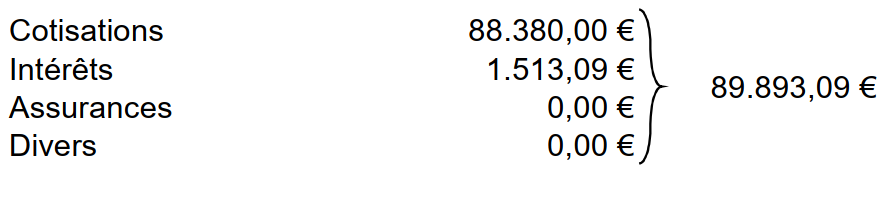 Cotisations 88.380,00 €
Intérêts 1.513,09 €
89.893,09 €
Assurances 0,00 €
Divers 0,00 €